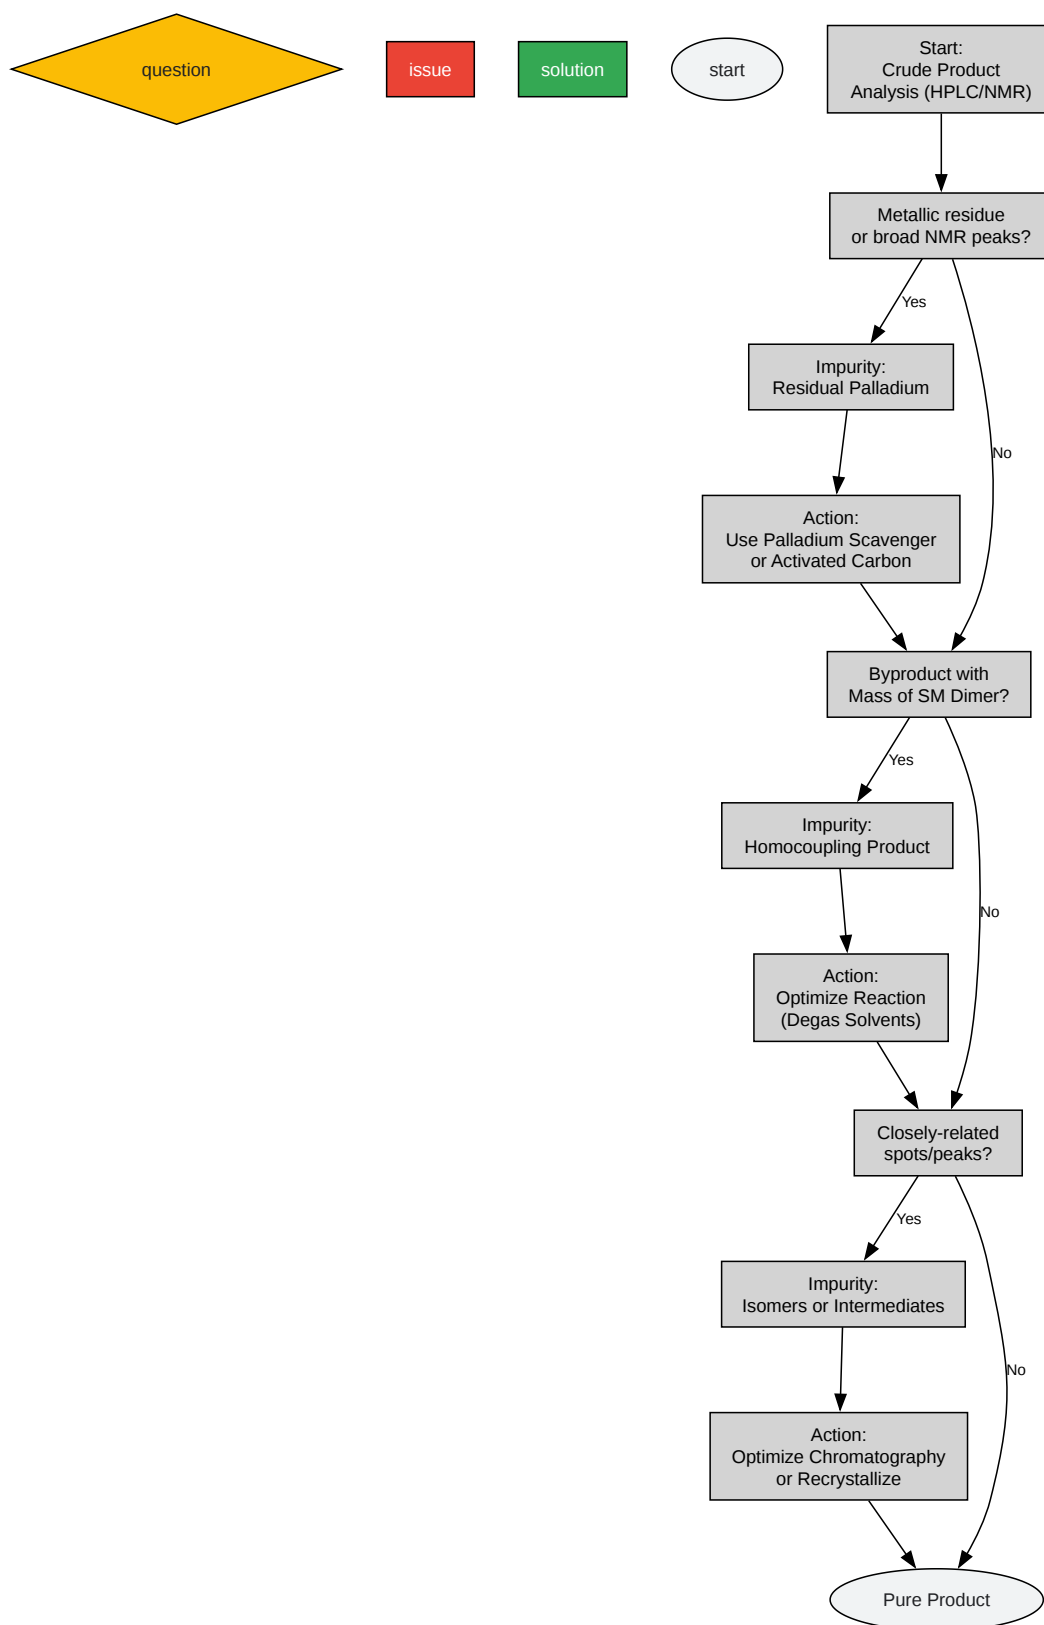 question
issue
solution
start
Start:
Crude Product
Analysis (HPLC/NMR)
Metallic residue
or broad NMR peaks?
Yes
Impurity:
Residual Palladium
No
Action:
Use Palladium Scavenger
or Activated Carbon
Byproduct with
Mass of SM Dimer?
Yes
Impurity:
Homocoupling Product
No
Action:
Optimize Reaction
(Degas Solvents)
Closely-related
spots/peaks?
Yes
Impurity:
Isomers or Intermediates
No
Action:
Optimize Chromatography
or Recrystallize
Pure Product